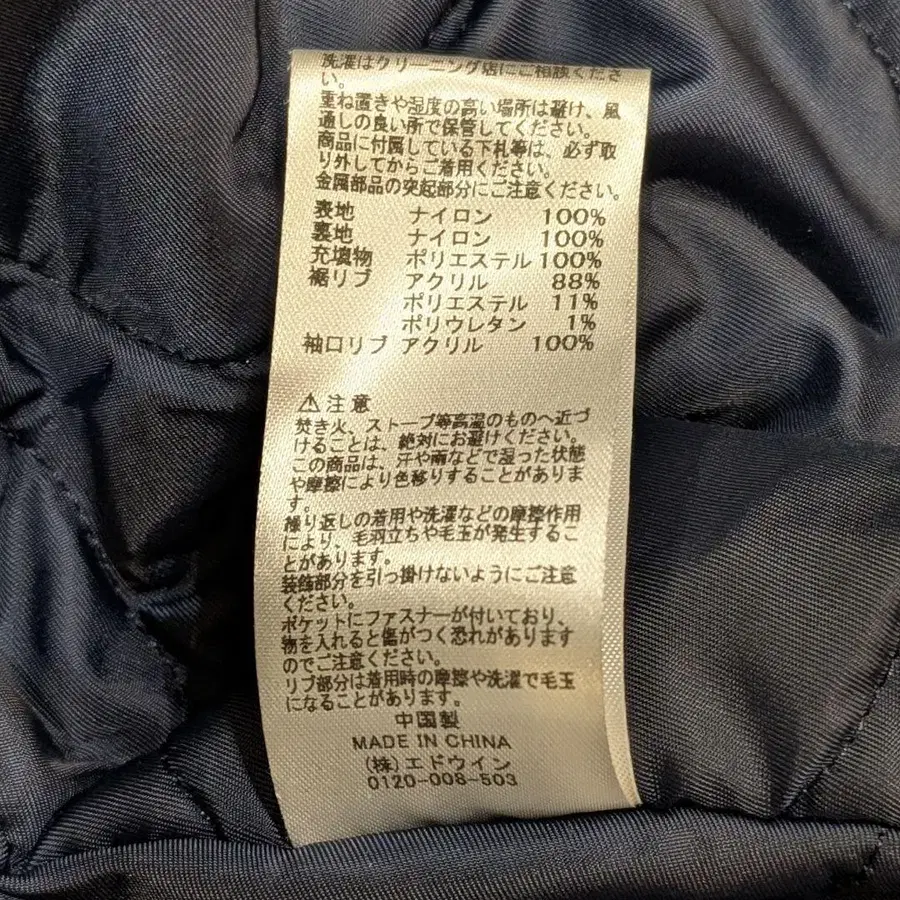 洗濯はクリーニング店にご相談くださ
い。
重ね置きや湿度の高い場所は避け、風
通しの良い所で保管してください。
商品に付属している下札等は、必ず取
り外してからご着用ください。
金属部品の突起部分にご注意ください。
表地 ナイロン 100%
裏地 ナイロン 100%
充填物 ポリエステル 100%
裾リブ アクリル 88%
ポリエステル 11%
ポリウレタン 1%
袖口リブ アクリル 100%
⚠注意
焚き火、ストーブ等高温のものへ近づ
けることは、絶対にお避けください。
この商品は、汗や雨などで湿った状態
や摩擦により色移りすることがありま
す。
繰り返しの着用や洗濯などの摩擦作用
により、毛羽立ちや毛玉が発生するこ
とがあります。
装飾部分を引っ掛けないようにご注意
ください。
ポケットにファスナーが付いており、
物を入れると傷がつく恐れがあります
のでご注意ください。
リブ部分は着用時の摩擦や洗濯で毛玉
になることがあります。
中国製
MADE IN CHINA
(株)エドウイン
0120-008-503